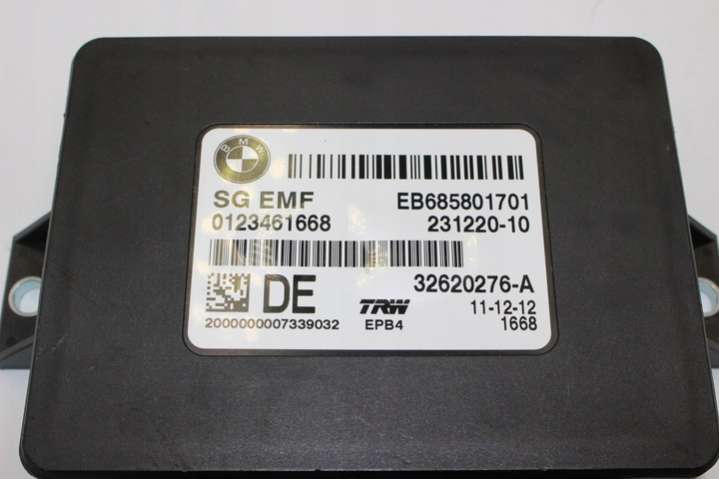 BMW
SG EMF EB685801701
0123461668 231220-10
DE 32620276-A
TRW 11-12-12
2000000007339032 EPB4 1668